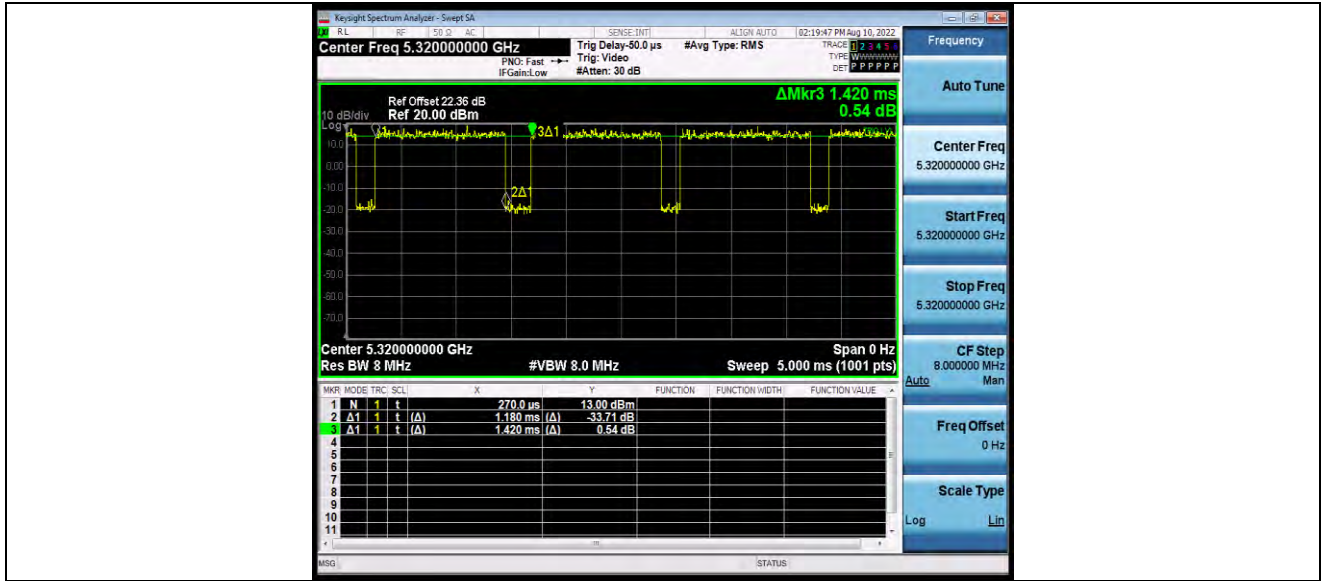 Keysight Spectrum Analyzer - Swept SA
RL RF 50 Ω AC SENSE:INT ALIGN AUTO 02:19:47 PM Aug 10, 2022
Center Freq 5.320000000 GHz
Trig Delay-50.0 µs #Avg Type: RMS
TRACE 1 2 3 4 5 6
PNO: Fast Trig: Video
TYPE WWWWWW
IFGain:Low #Atten: 30 dB
DET P P P P P P
ΔMkr3 1.420 ms
0.54 dB
Ref Offset 22.36 dB
10 dB/div Ref 20.00 dBm
Log
3Δ1
10.0
0.00
-10.0
2Δ1
-20.0
-30.0
-40.0
-50.0
-60.0
-70.0
Center 5.320000000 GHz Span 0 Hz
Res BW 8 MHz #VBW 8.0 MHz Sweep 5.000 ms (1001 pts)
MKR MODE TRC SCL X Y FUNCTION FUNCTION WIDTH FUNCTION VALUE
1 N 1 t 270.0 µs 13.00 dBm
2 Δ1 1 t (Δ) 1.180 ms (Δ) -33.71 dB
3 Δ1 1 t (Δ) 1.420 ms (Δ) 0.54 dB
4
5
6
7
8
9
10
11
MSG STATUS
Frequency
Auto Tune
Center Freq
5.320000000 GHz
Start Freq
5.320000000 GHz
Stop Freq
5.320000000 GHz
CF Step
8.000000 MHz
Auto Man
Freq Offset
0 Hz
Scale Type
Log Lin